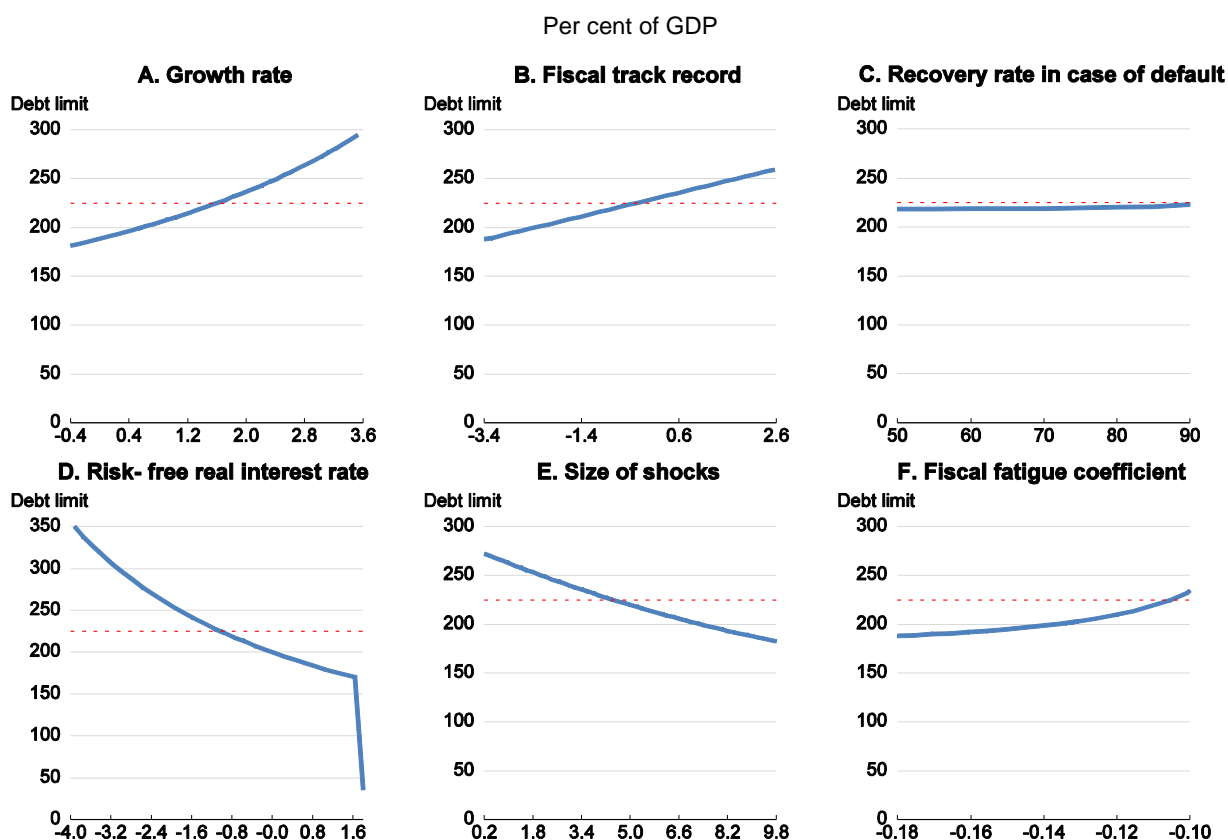 Per cent of GDP
A. Growth rate
Debt limit
300
250
200
150
100
50
0
-0.4 0.4 1.2 2.0 2.8 3.6
B. Fiscal track record
Debt limit
300
250
200
150
100
50
0
-3.4 -1.4 0.6 2.6
C. Recovery rate in case of default
Debt limit
300
250
200
150
100
50
0
50 60 70 80 90
D. Risk- free real interest rate
Debt limit
350
300
250
200
150
100
50
0
-4.0 -3.2 -2.4 -1.6 -0.8 -0.0 0.8 1.6
E. Size of shocks
Debt limit
300
250
200
150
100
50
0
0.2 1.8 3.4 5.0 6.6 8.2 9.8
F. Fiscal fatigue coefficient
Debt limit
300
250
200
150
100
50
0
-0.18 -0.16 -0.14 -0.12 -0.10